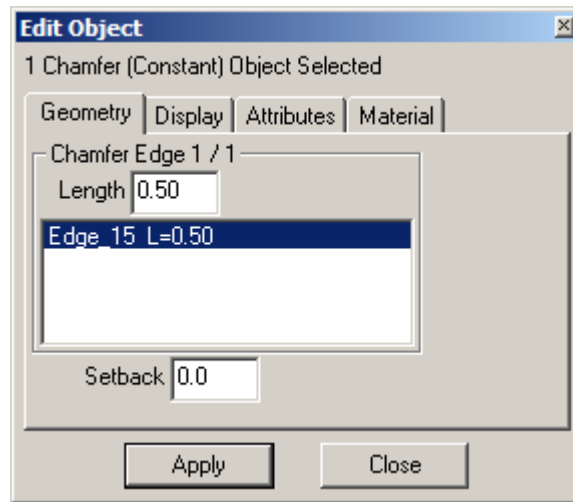 Edit Object
1 Chamfer (Constant) Object Selected
Geometry Display Attributes Material
Chamfer Edge 1 / 1
Length 0.50
Edge_15 L=0.50
Setback 0.0
Apply Close